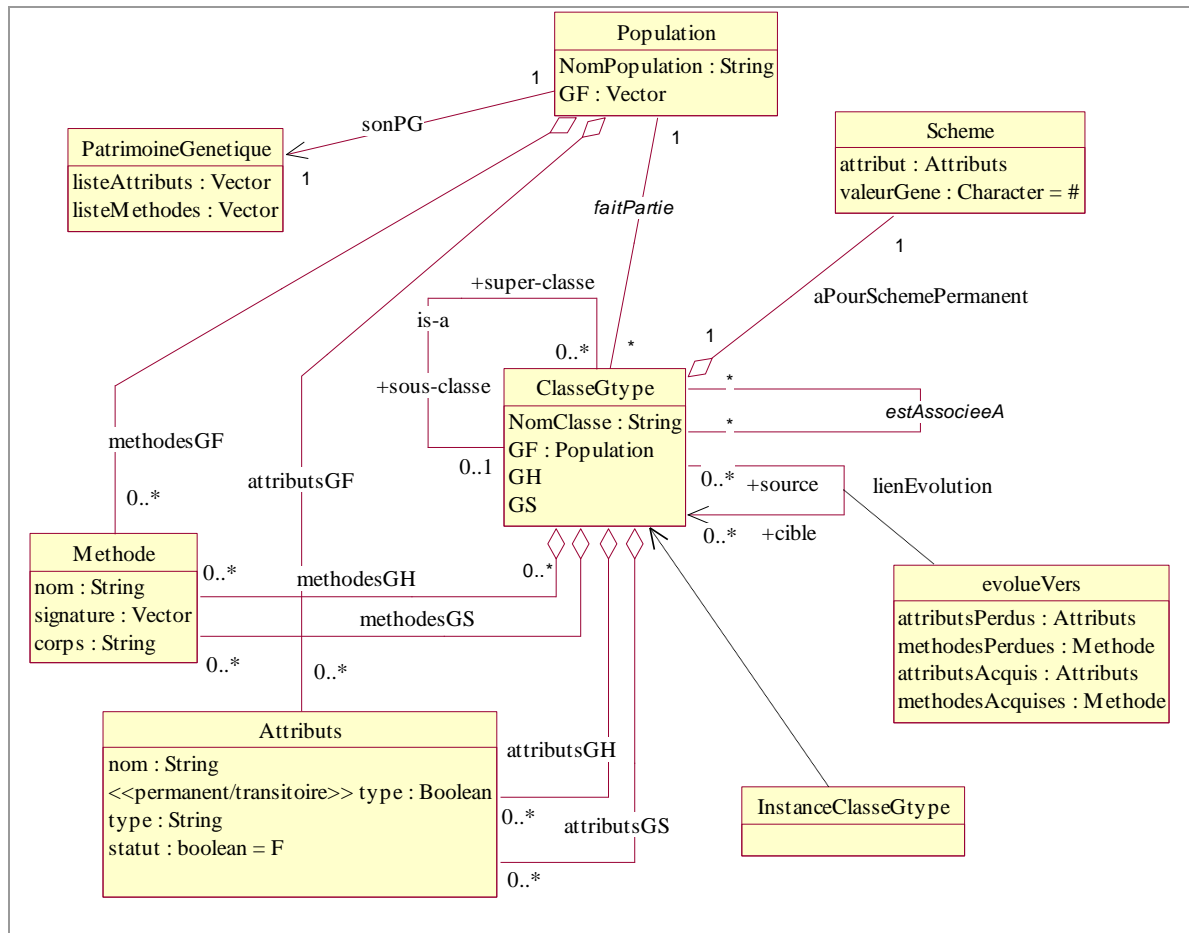 Population
NomPopulation : String
GF : Vector
1
sonPG
1
PatrimoineGenetique
listeAttributs : Vector
listeMethodes : Vector
1
faitPartie
*
Scheme
attribut : Attributs
valeurGene : Character = #
1
aPourSchemePermanent
1
+super-classe
is-a
0..*
+sous-classe
0..1
ClasseGtype
NomClasse : String
GF : Population
GH
GS
*
estAssocieeA
*
0..*
+source
lienEvolution
0..*
+cible
methodesGF
0..*
attributsGF
0..*
Methode
nom : String
signature : Vector
corps : String
0..*
methodesGH
0..*
methodesGS
0..*
evolueVers
attributsPerdus : Attributs
methodesPerdues : Methode
attributsAcquis : Attributs
methodesAcquises : Methode
Attributs
nom : String
<<permanent/transitoire>> type : Boolean
type : String
statut : boolean = F
attributsGH
0..*
attributsGS
0..*
InstanceClasseGtype